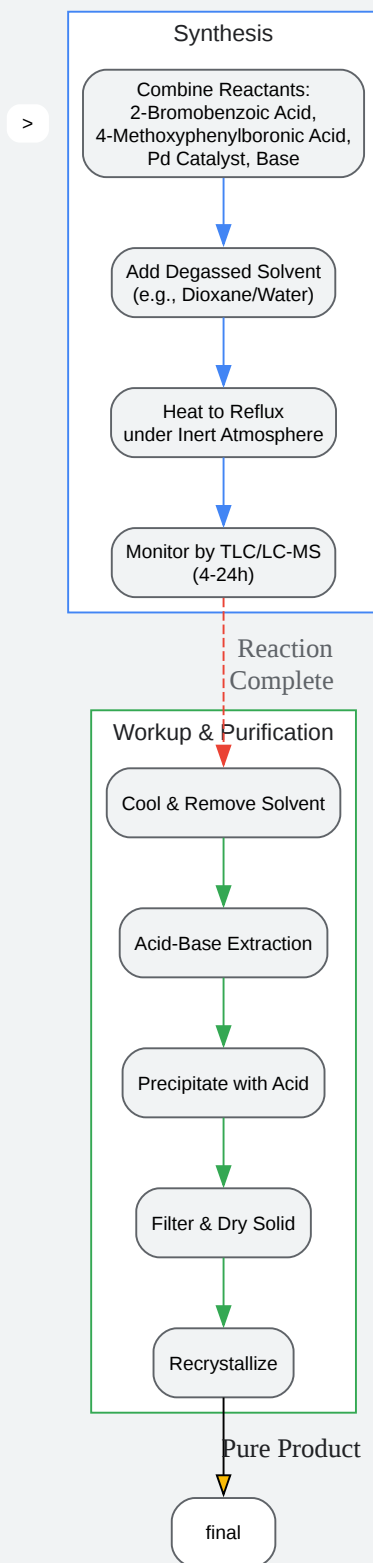 Synthesis
>
Combine Reactants:
2-Bromobenzoic Acid,
4-Methoxyphenylboronic Acid,
Pd Catalyst, Base
Add Degassed Solvent
(e.g., Dioxane/Water)
Heat to Reflux
under Inert Atmosphere
Monitor by TLC/LC-MS
(4-24h)
Reaction
Complete
Workup & Purification
Cool & Remove Solvent
Acid-Base Extraction
Precipitate with Acid
Filter & Dry Solid
Recrystallize
Pure Product
final